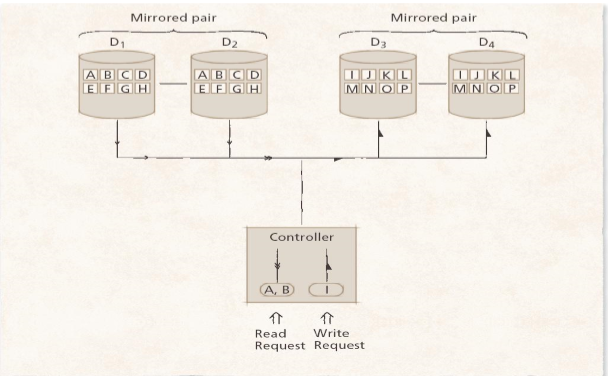 Mirrored pair
Mirrored pair
D1
D2
D3
D4
A B C D
E F G H
A B C D
E F G H
I J K L
M N O P
I J K L
M N O P
Controller
A, B
I
Read
Request
Write
Request